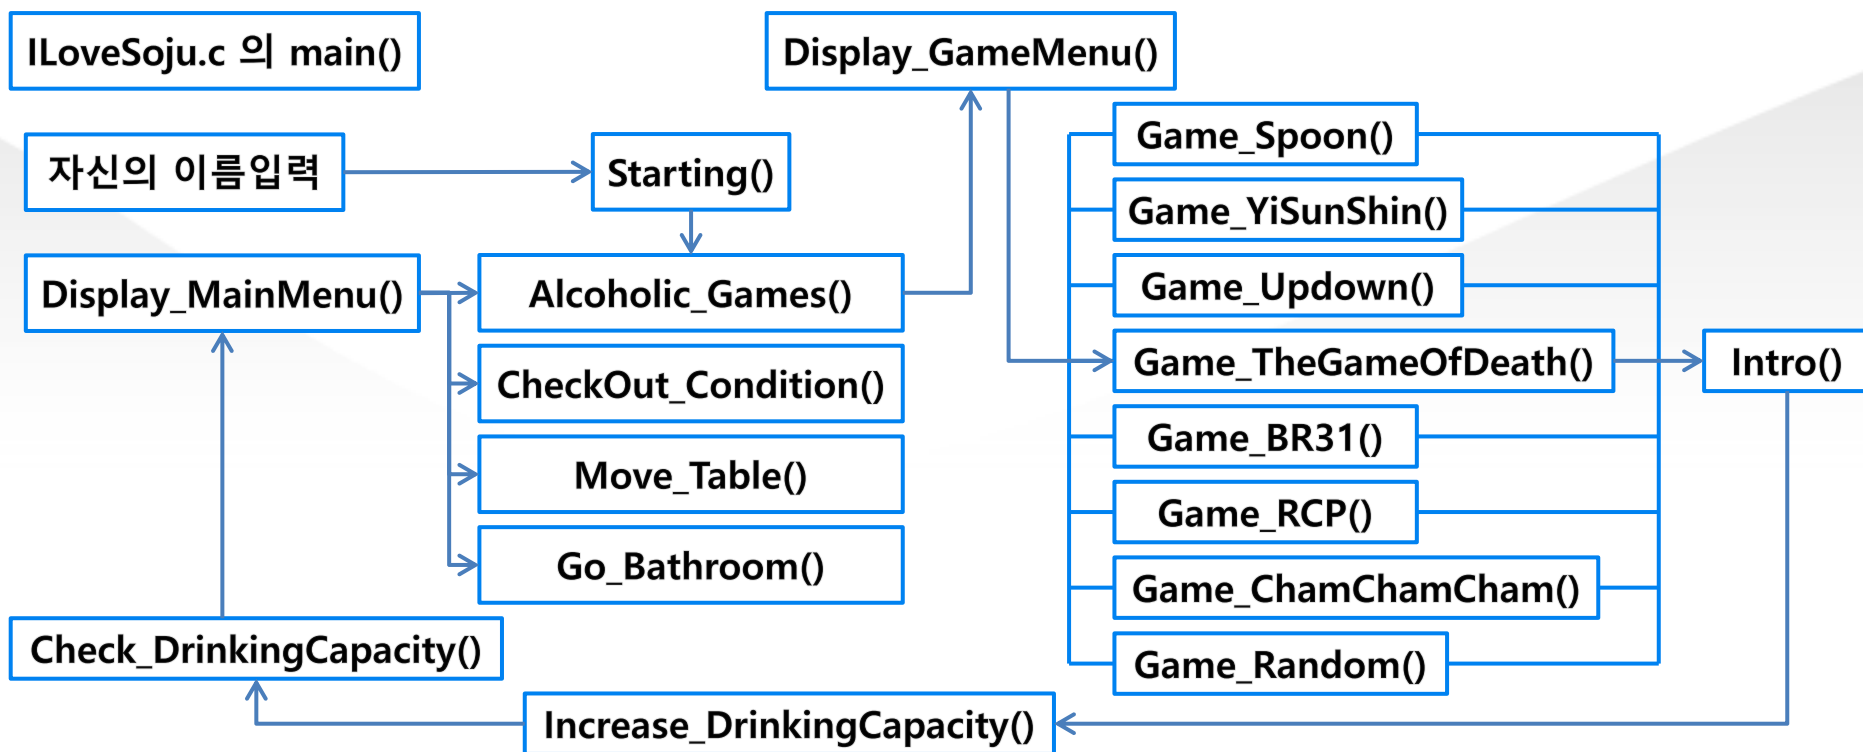 ILoveSoju.c 의 main()
Display_GameMenu()
자신의 이름입력
Starting()
Display_MainMenu()
Alcoholic_Games()
CheckOut_Condition()
Move_Table()
Go_Bathroom()
Game_Spoon()
Game_YiSunShin()
Game_Updown()
Game_TheGameOfDeath()
Game_BR31()
Game_RCP()
Game_ChamChamCham()
Game_Random()
Intro()
Increase_DrinkingCapacity()
Check_DrinkingCapacity()